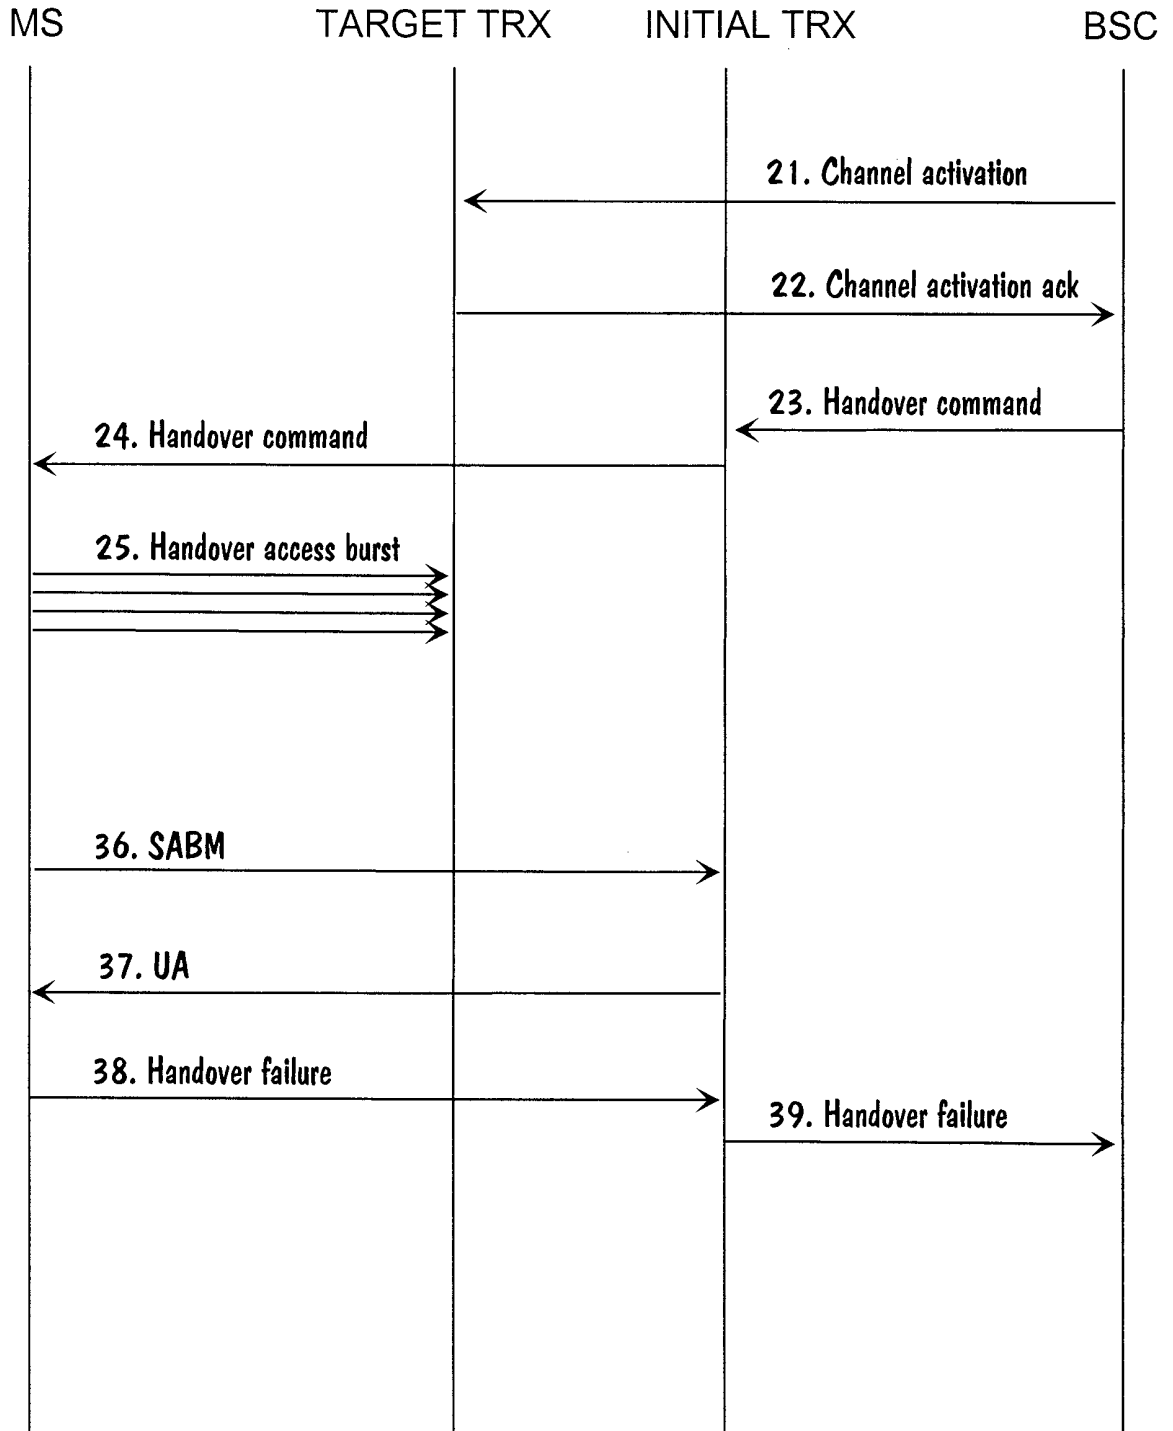 MS TARGET TRX INITIAL TRX BSC
21. Channel activation
22. Channel activation ack
23. Handover command
24. Handover command
25. Handover access burst
36. SABM
37. UA
38. Handover failure
39. Handover failure